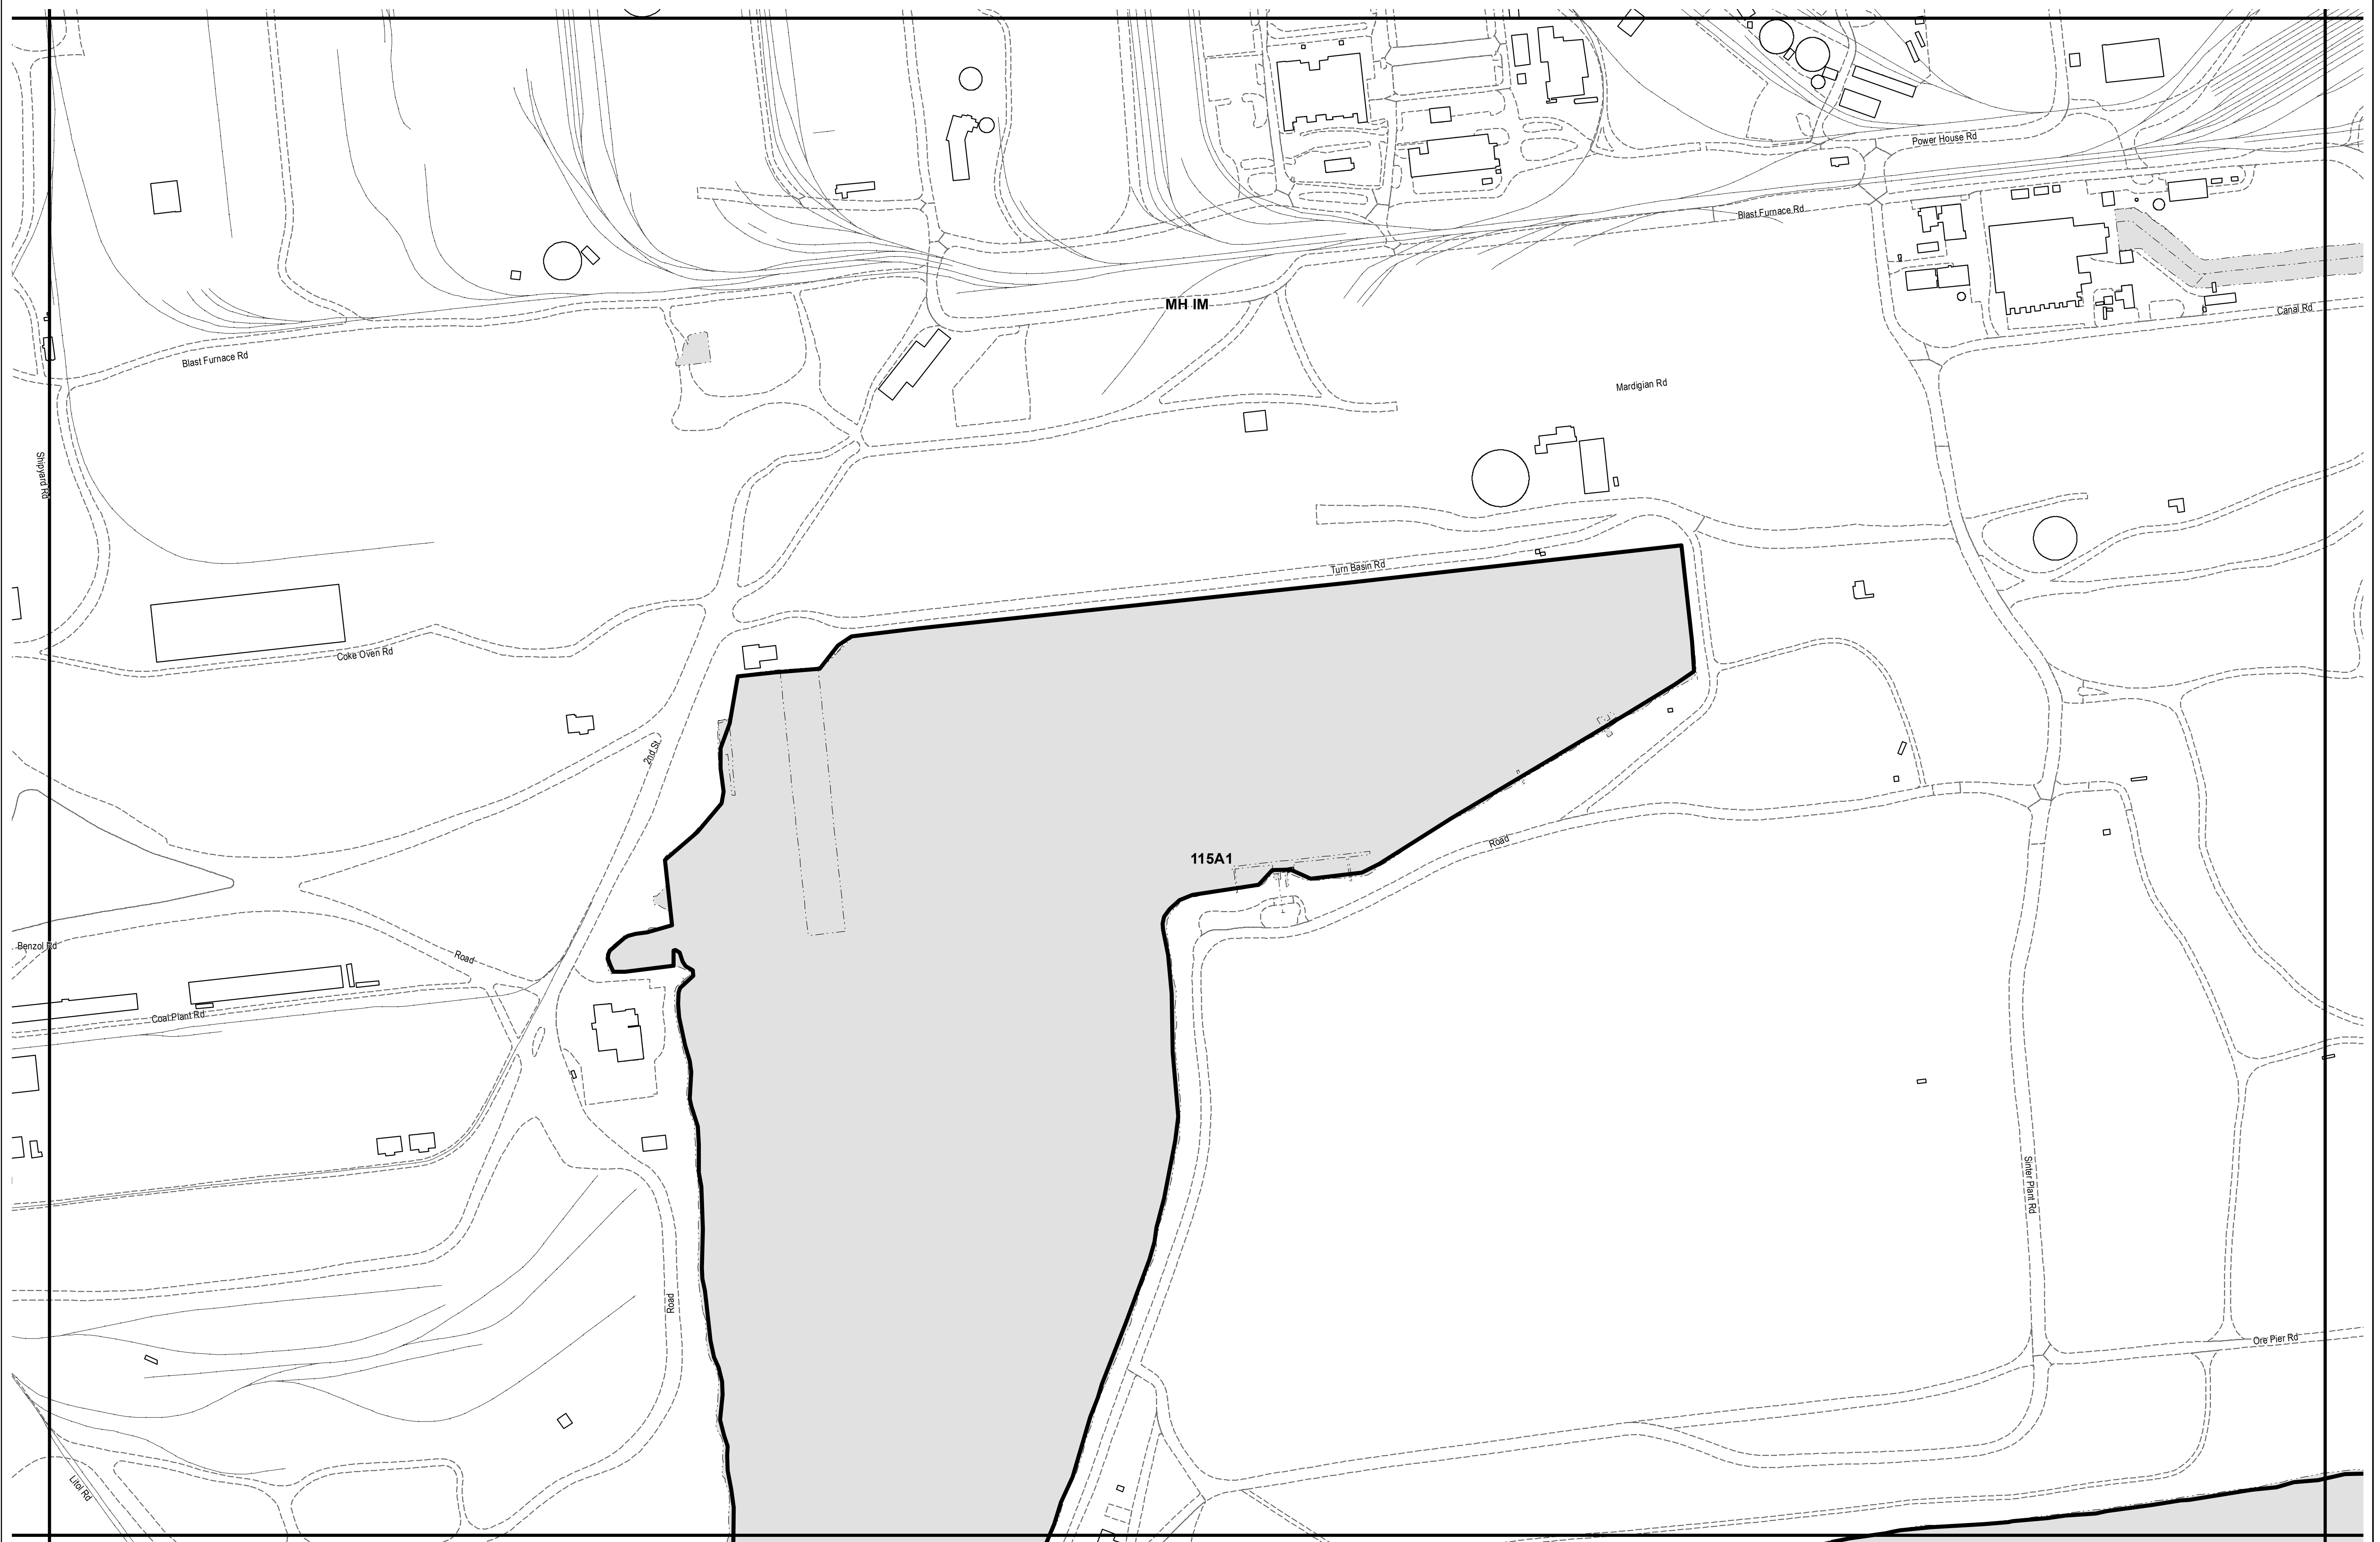 Power House Rd
Blast Furnace Rd
MH IM
Canal Rd
Blast Furnace Rd
Mardigian Rd
Shipyard Rd
Turn Basin Rd
Coke Oven Rd
2nd St
Road
115A1
Benzol Rd
Road
Coal Plant Rd
Sinter Plant Rd
Road
Ore Pier Rd
Litol Rd